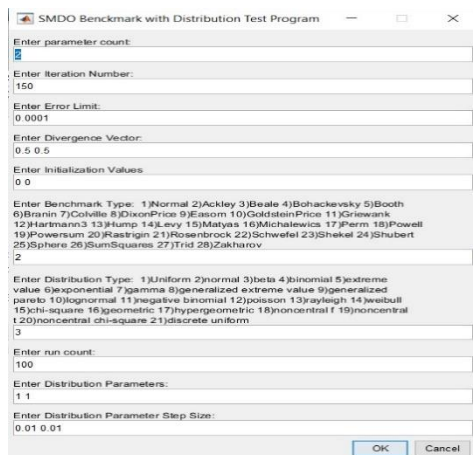 SMDO Benckmark with Distribution Test Program
Enter parameter count:
2
Enter Iteration Number:
150
Enter Error Limit:
0.0001
Enter Divergence Vector:
0.5 0.5
Enter Initialization Values
0 0
Enter Benchmark Type: 1)Normal 2)Ackley 3)Beale 4)Bohackevsky 5)Booth
6)Branin 7)Colville 8)DixonPrice 9)Easom 10)GoldsteinPrice 11)Griewank
12)Hartmann3 13)Hump 14)Levy 15)Matyas 16)Michalewics 17)Perm 18)Powell
19)Powersum 20)Rastrigin 21)Rosenbrock 22)Schwefel 23)Shekel 24)Shubert
25)Sphere 26)SumSquares 27)Trid 28)Zakharov
2
Enter Distribution Type: 1)Uniform 2)normal 3)beta 4)binomial 5)extreme
value 6)exponential 7)gamma 8)generalized extreme value 9)generalized
pareto 10)lognormal 11)negative binomial 12)poisson 13)rayleigh 14)weibull
15)chi-square 16)geometric 17)hypergeometric 18)noncentral f 19)noncentral
t 20)noncentral chi-square 21)discrete uniform
3
Enter run count:
100
Enter Distribution Parameters:
1 1
Enter Distribution Parameter Step Size:
0.01 0.01
OK Cancel